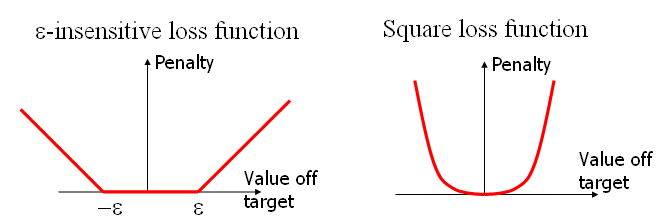 ε-insensitive loss function
Penalty
Value off
target
−ε
ε
Square loss function
Penalty
Value off
target